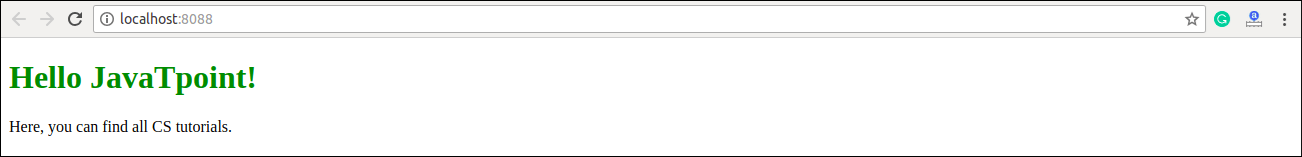 localhost:8088
Hello JavaTpoint!
Here, you can find all CS tutorials.